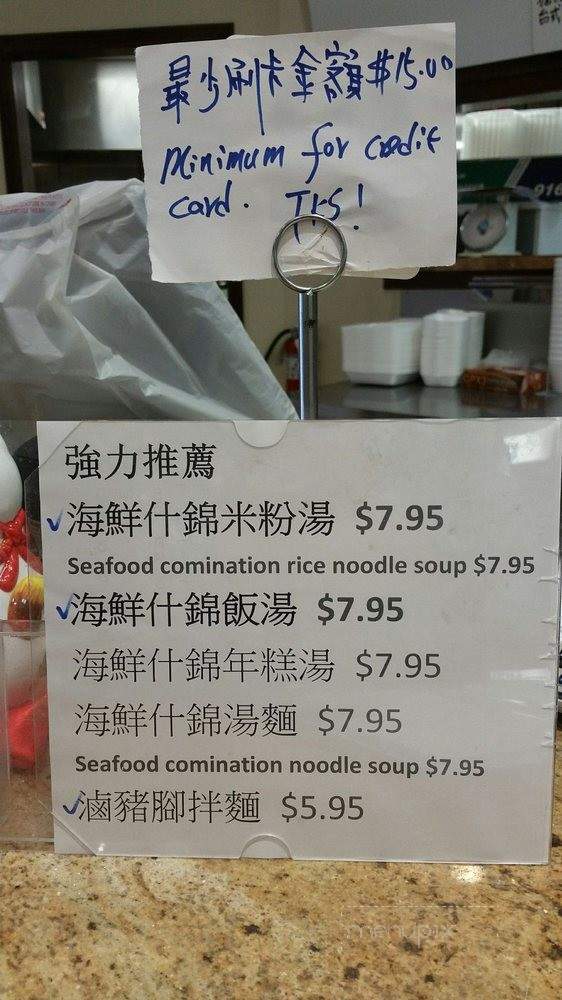 最少刷卡金額$15.00
Minimum for credit
card. TKS!
916
強力推薦
海鮮什錦米粉湯 $7.95
Seafood comination rice noodle soup $7.95
海鮮什錦飯湯 $7.95
海鮮什錦年糕湯 $7.95
海鮮什錦湯麵 $7.95
Seafood comination noodle soup $7.95
滷豬腳拌麵 $5.95
menupix